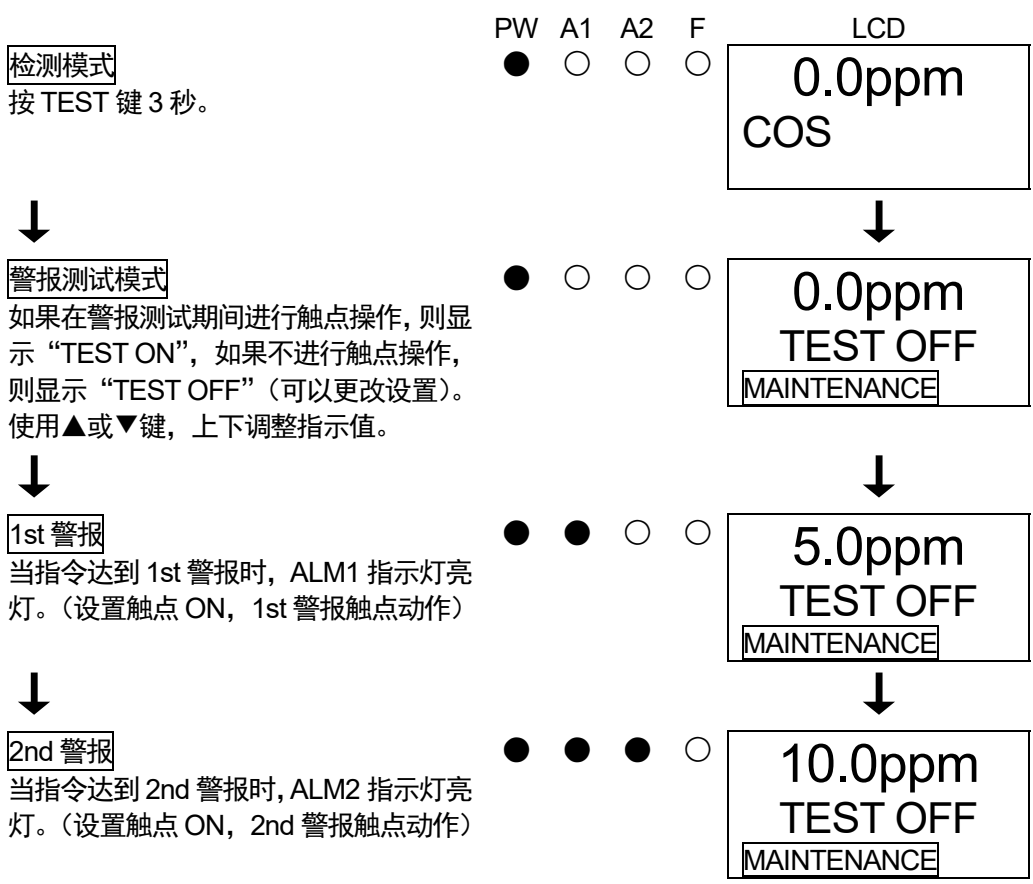 PW A1 A2 F LCD
检测模式 ● ○ ○ ○ 0.0ppm
按 TEST 键 3 秒。
COS
↓ ↓
警报测试模式 ● ○ ○ ○ 0.0ppm
如果在警报测试期间进行触点操作，则显
示“TEST ON”，如果不进行触点操作， TEST OFF
则显示“TEST OFF”（可以更改设置）。 MAINTENANCE
使用▲或▼键，上下调整指示值。
↓ ↓
1st 警报 ● ● ○ ○ 5.0ppm
当指令达到 1st 警报时，ALM1 指示灯亮
灯。（设置触点 ON，1st 警报触点动作） TEST OFF
MAINTENANCE
↓ ↓
2nd 警报 ● ● ● ○ 10.0ppm
当指令达到 2nd 警报时，ALM2 指示灯亮
灯。（设置触点 ON，2nd 警报触点动作） TEST OFF
MAINTENANCE